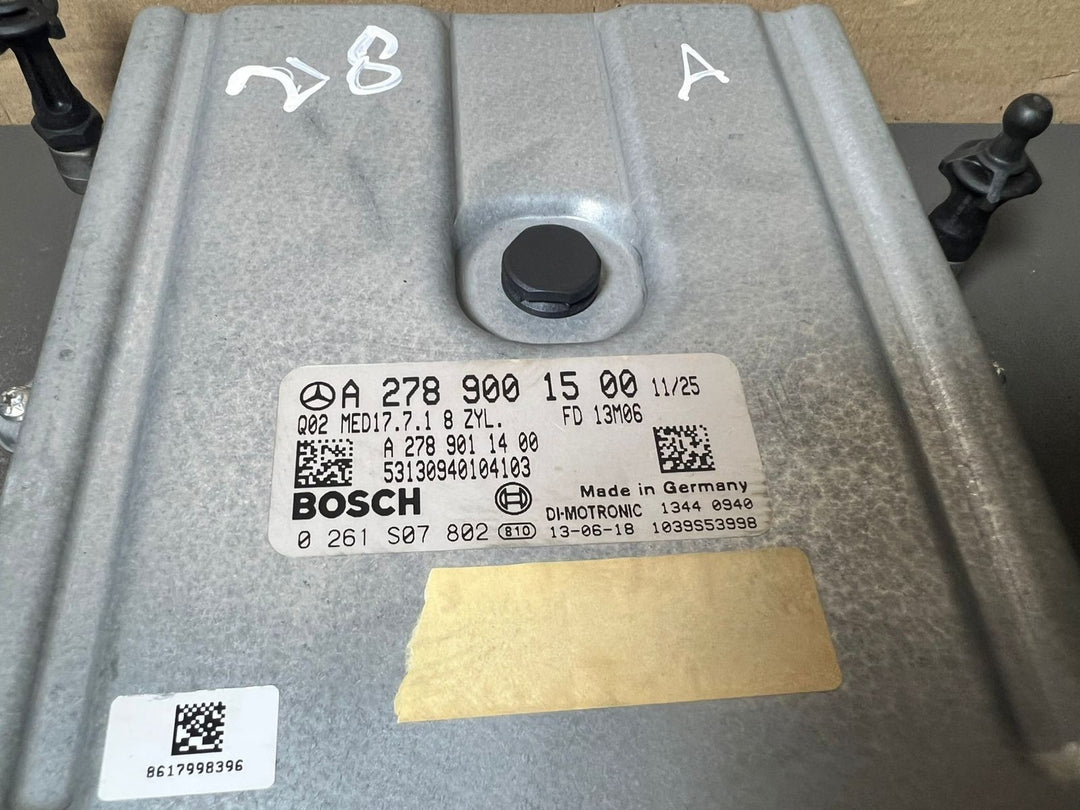 28
A
A 278 900 15 00 11/25
Q02 MED17.7.1 8 ZYL. FD 13M06
A 278 901 14 00
53130940104103
BOSCH
Made in Germany
DI-MOTRONIC 1344 0940
0 261 S07 802 810 13-06-18 1039S53998
8617998396